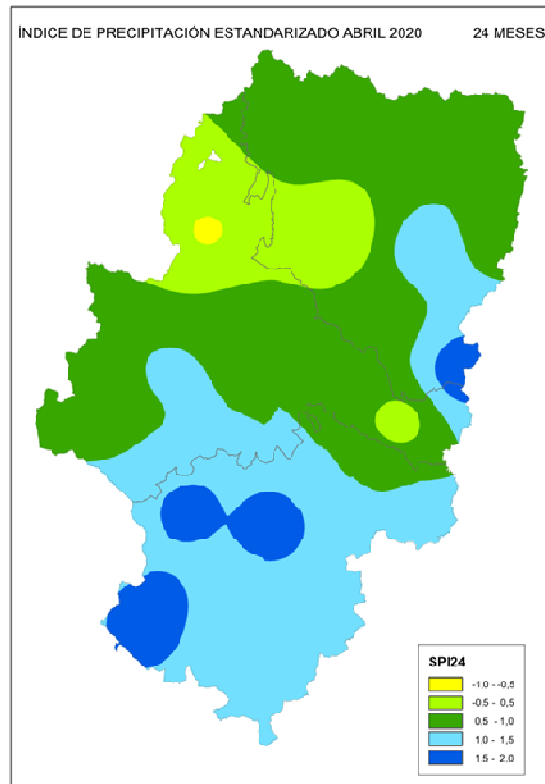 ÍNDICE DE PRECIPITACIÓN ESTANDARIZADO ABRIL 2020 24 MESES
SPI24
-1,0 - -0,5
-0,5 - 0,5
0,5 - 1,0
1,0 - 1,5
1,5 - 2,0